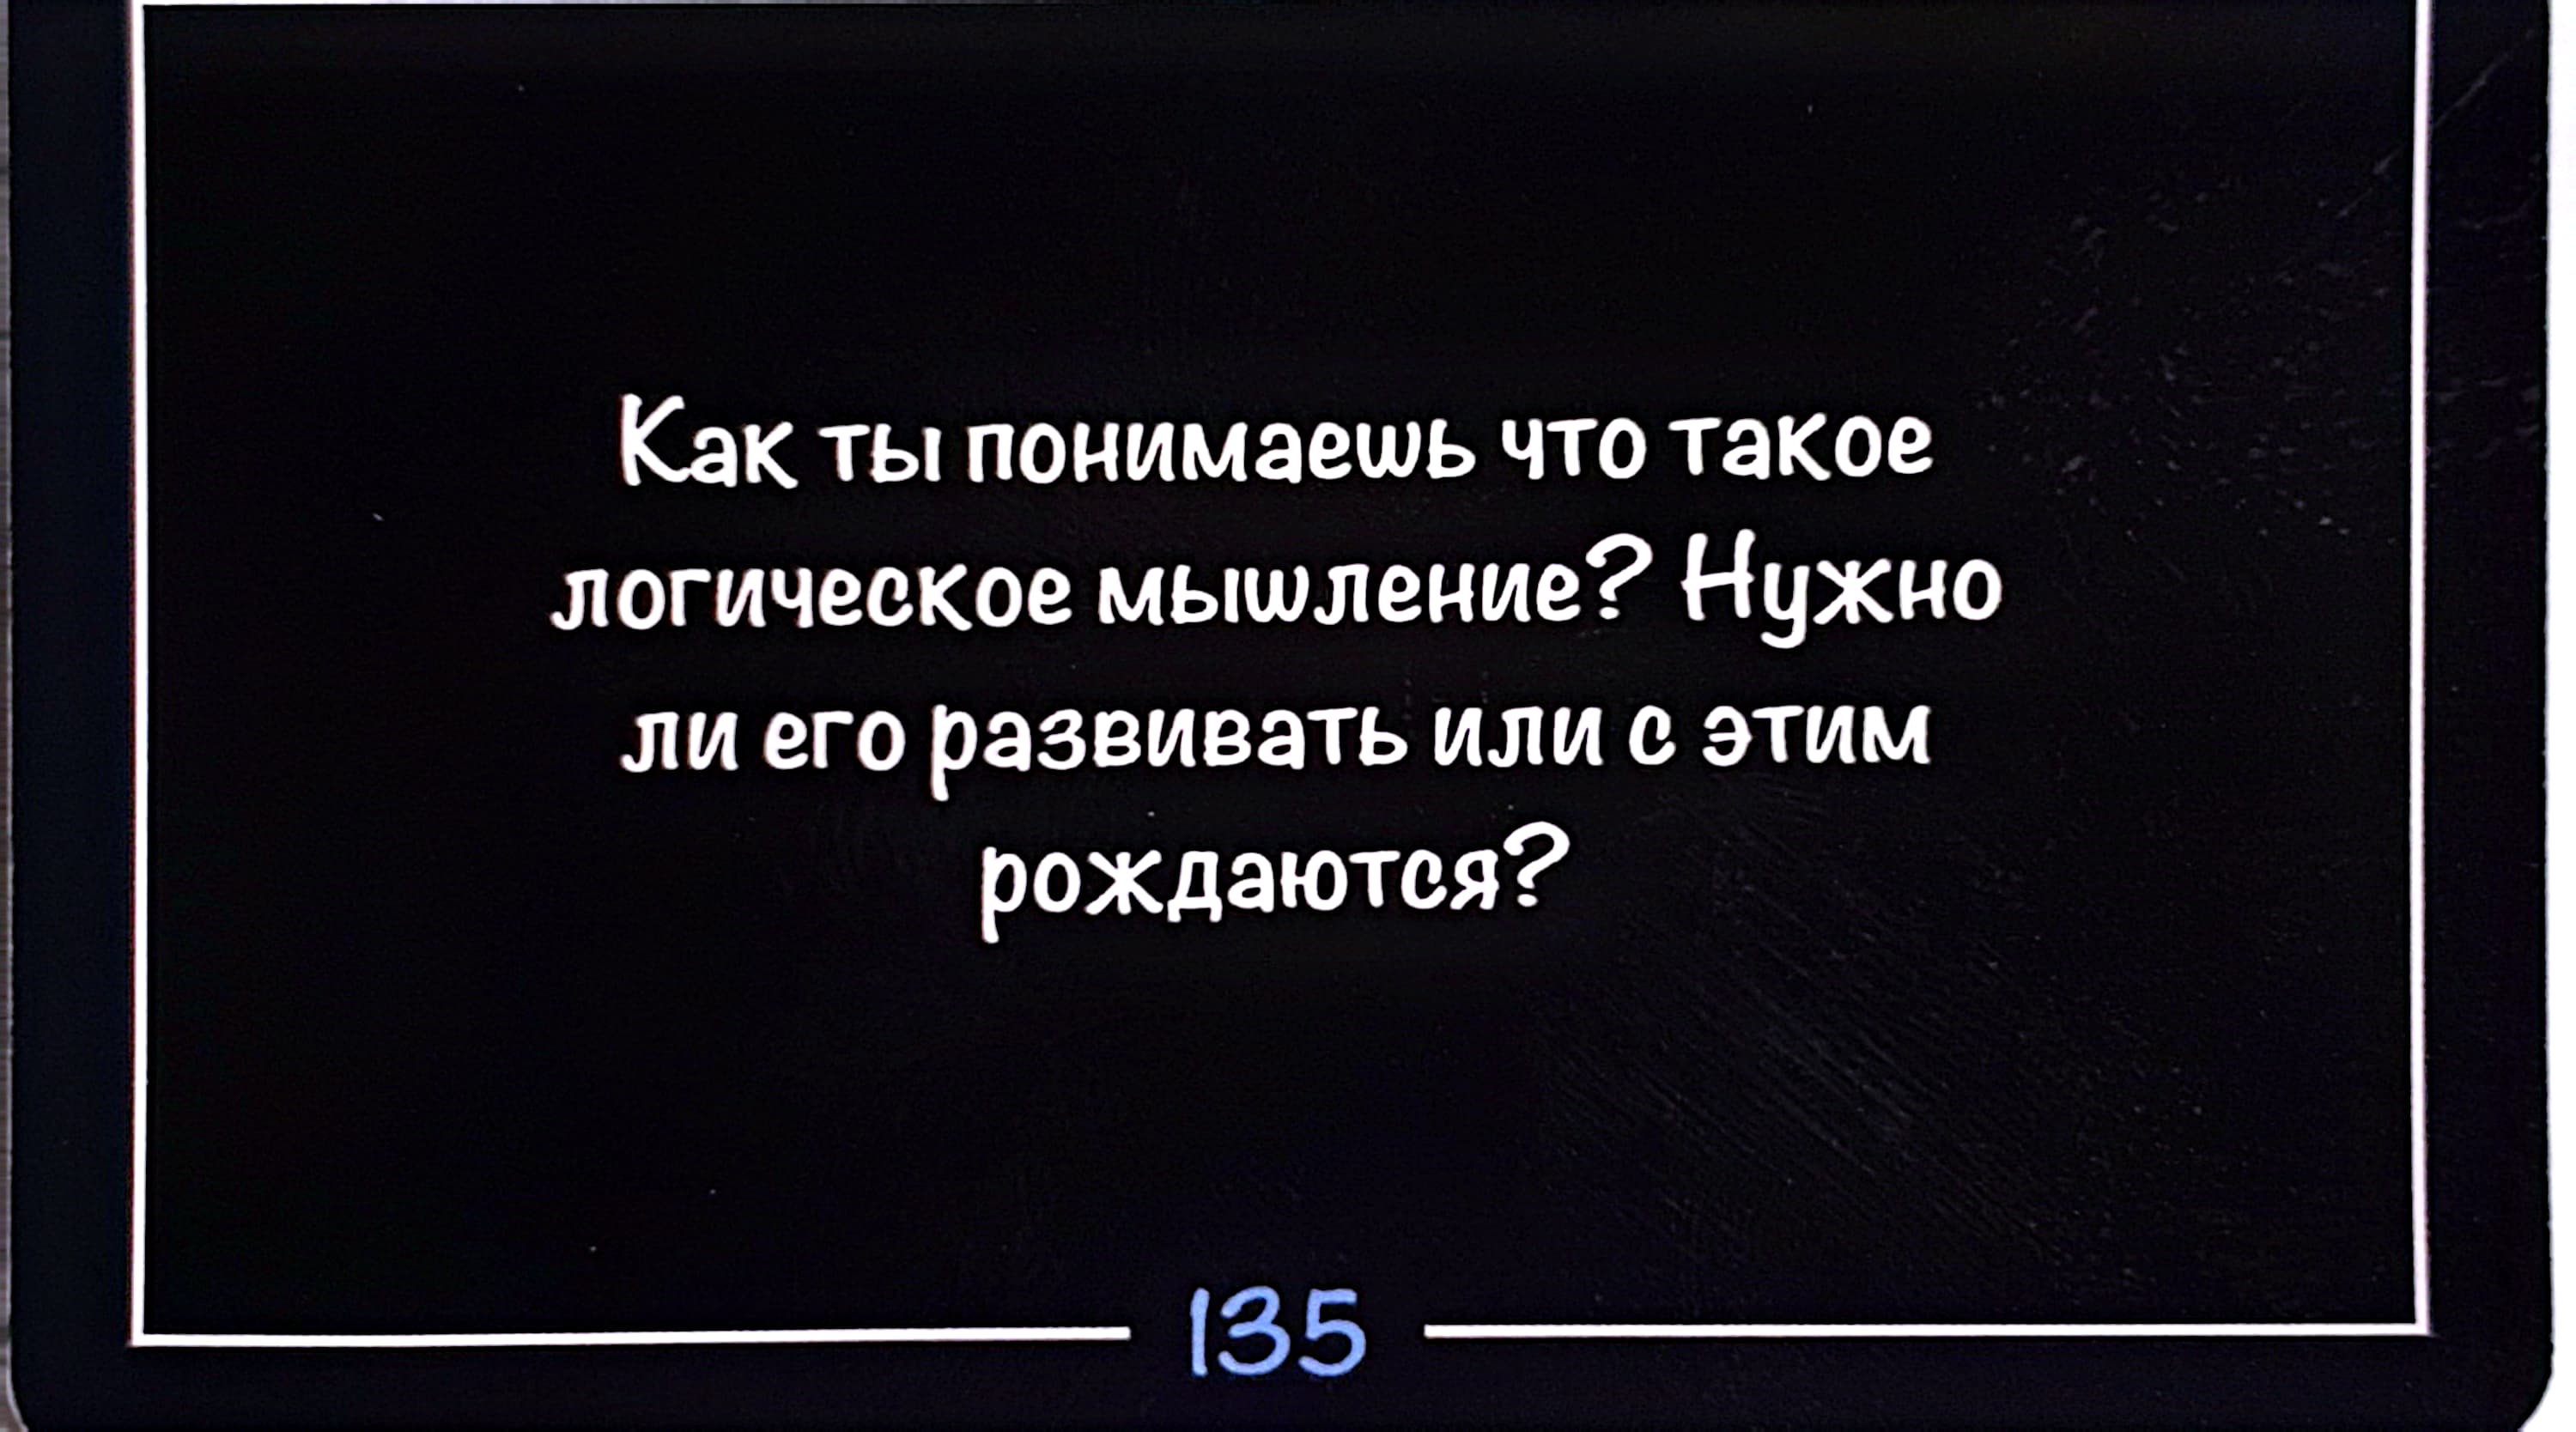 Как ты понимаешь что такое
логическое мышление? Нужно
ли его развивать или с этим
рождаются?
135